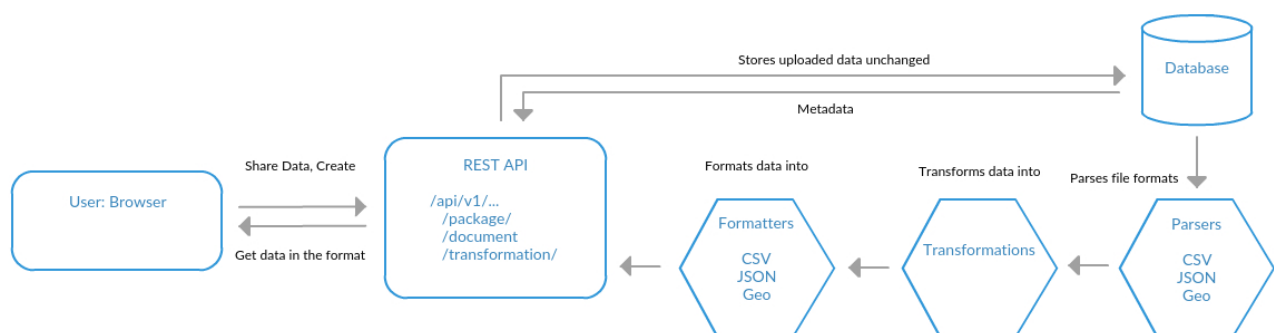 Stores uploaded data unchanged
Database
Metadata
Share Data, Create
REST API
Formats data into
Transforms data into
Parses file formats
User: Browser
/api/v1/...
/package/
/document
/transformation/
Get data in the format
Formatters
CSV
JSON
Geo
Transformations
Parsers
CSV
JSON
Geo